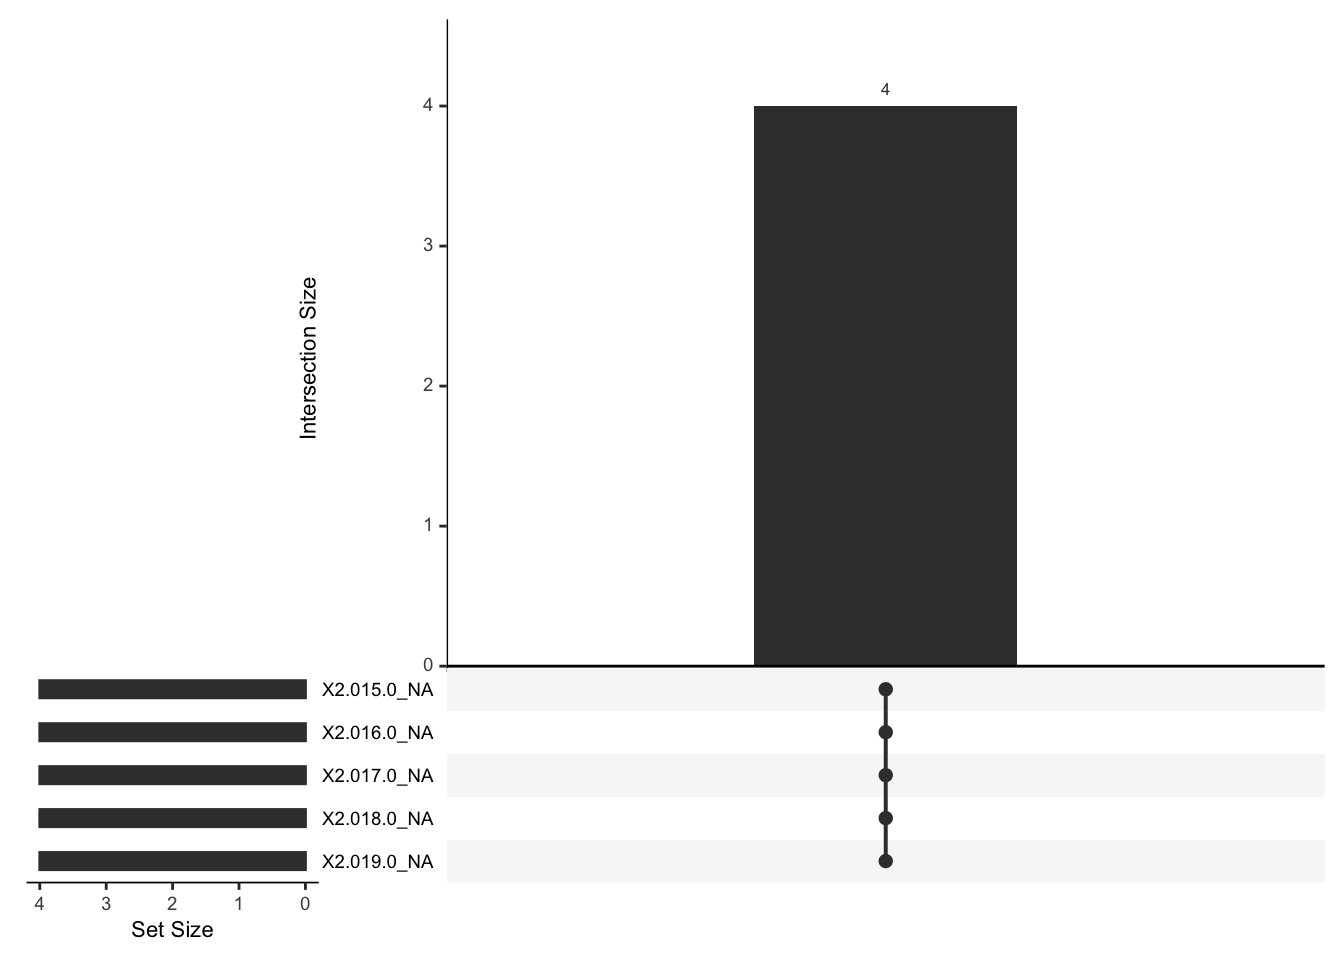 4
4
3
2
1
0
Intersection Size
X2.015.0_NA
X2.016.0_NA
X2.017.0_NA
X2.018.0_NA
X2.019.0_NA
4 3 2 1 0
Set Size